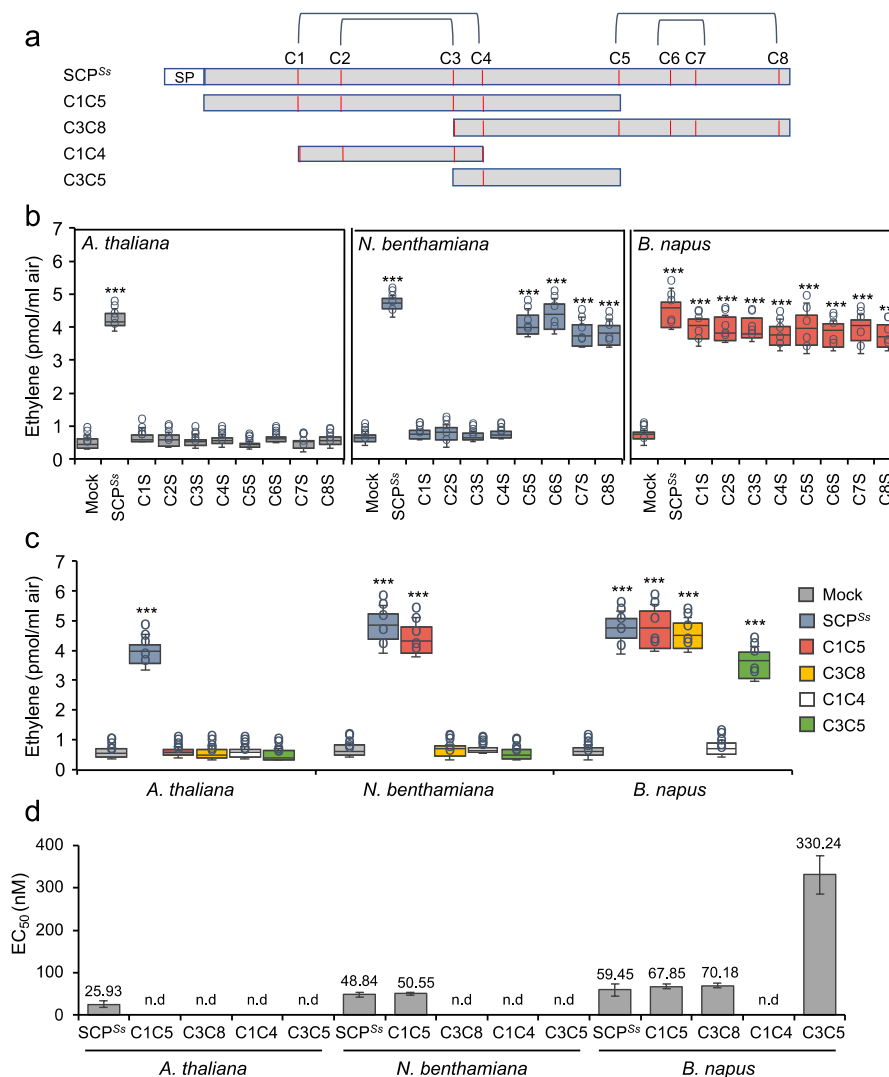 a
C1 C2 C3 C4 C5 C6 C7 C8
SCP^Ss SP
C1C5
C3C8
C1C4
C3C5
b
Ethylene (pmol/ml air)
7
6
5
4
3
2
1
0
A. thaliana
***
Mock SCP^Ss C1S C2S C3S C4S C5S C6S C7S C8S
N. benthamiana
*** *** *** *** ***
Mock SCP^Ss C1S C2S C3S C4S C5S C6S C7S C8S
B. napus
*** *** *** *** *** *** *** *** **
Mock SCP^Ss C1S C2S C3S C4S C5S C6S C7S C8S
c
Ethylene (pmol/ml air)
7
6
5
4
3
2
1
0
*** *** *** *** *** *** ***
A. thaliana N. benthamiana B. napus
Mock
SCP^Ss
C1C5
C3C8
C1C4
C3C5
d
EC50 (nM)
400
300
200
100
0
25.93 n.d n.d n.d n.d 48.84 50.55 n.d n.d n.d 59.45 67.85 70.18 n.d 330.24
SCP^Ss C1C5 C3C8 C1C4 C3C5 SCP^Ss C1C5 C3C8 C1C4 C3C5 SCP^Ss C1C5 C3C8 C1C4 C3C5
A. thaliana N. benthamiana B. napus